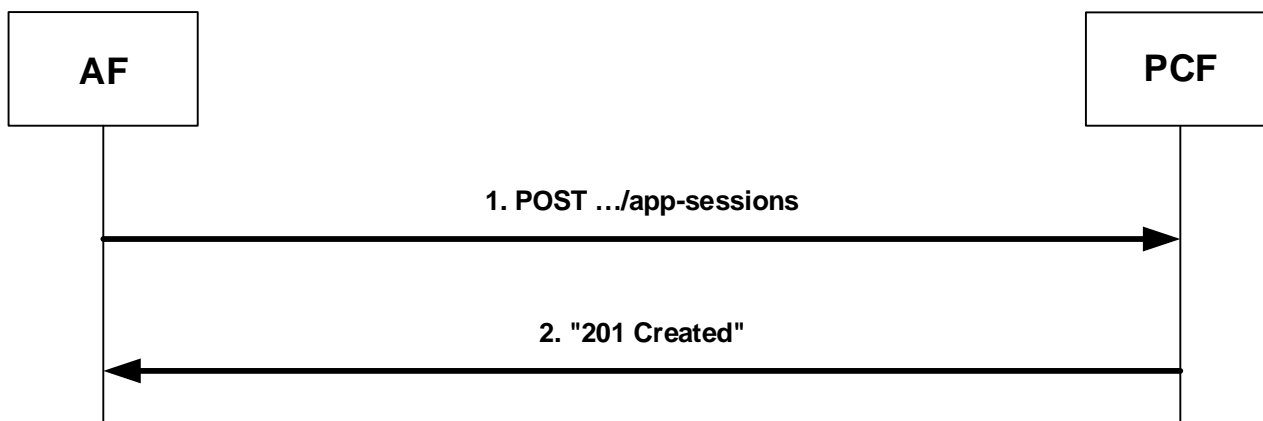 AF
PCF
1. POST …/app-sessions
2. "201 Created"